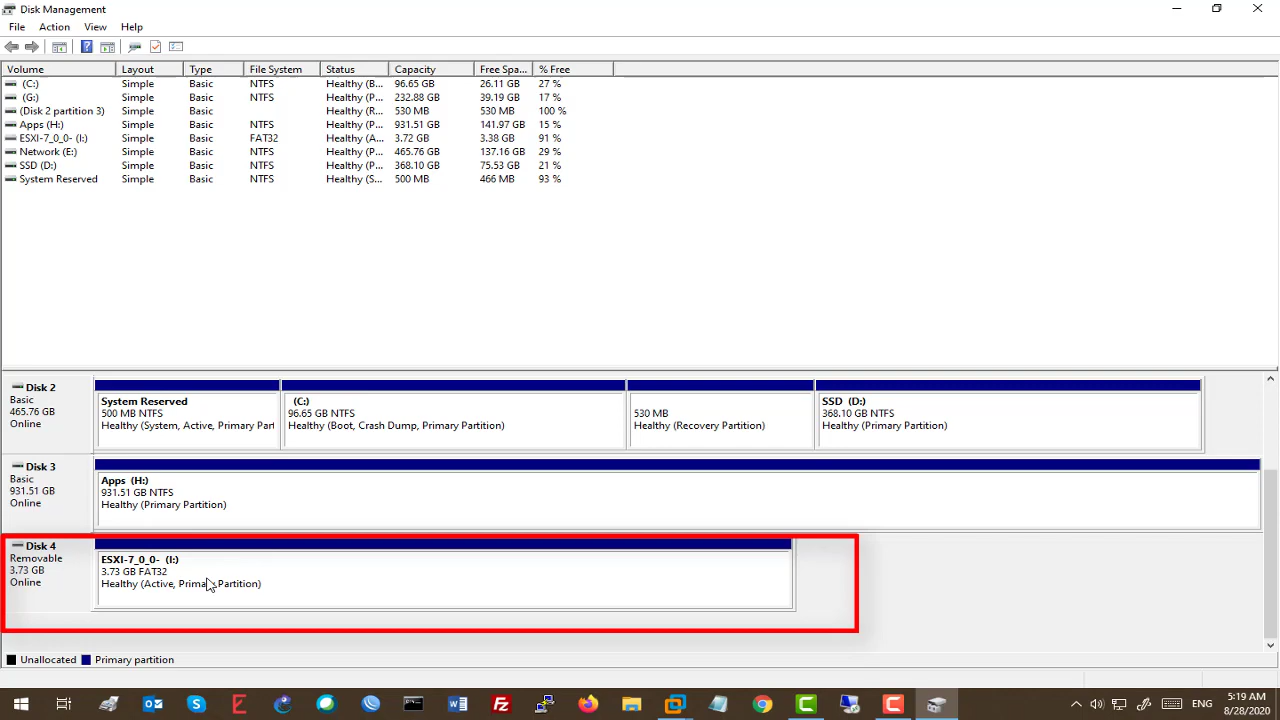 Disk Management
File Action View Help
Volume Layout Type File System Status Capacity Free Spa... % Free
(C:) Simple Basic NTFS Healthy (B... 96.65 GB 26.11 GB 27 %
(G:) Simple Basic NTFS Healthy (P... 232.88 GB 39.19 GB 17 %
(Disk 2 partition 3) Simple Basic Healthy (R... 530 MB 530 MB 100 %
Apps (H:) Simple Basic NTFS Healthy (P... 931.51 GB 141.97 GB 15 %
ESXI-7_0_0- (I:) Simple Basic FAT32 Healthy (A... 3.72 GB 3.38 GB 91 %
Network (E:) Simple Basic NTFS Healthy (P... 465.76 GB 137.16 GB 29 %
SSD (D:) Simple Basic NTFS Healthy (P... 368.10 GB 75.53 GB 21 %
System Reserved Simple Basic NTFS Healthy (S... 500 MB 466 MB 93 %
Disk 2
Basic
465.76 GB
Online
System Reserved
500 MB NTFS
Healthy (System, Active, Primary Part
(C:)
96.65 GB NTFS
Healthy (Boot, Crash Dump, Primary Partition)
530 MB
Healthy (Recovery Partition)
SSD (D:)
368.10 GB NTFS
Healthy (Primary Partition)
Disk 3
Basic
931.51 GB
Online
Apps (H:)
931.51 GB NTFS
Healthy (Primary Partition)
Disk 4
Removable
3.73 GB
Online
ESXI-7_0_0- (I:)
3.73 GB FAT32
Healthy (Active, Primary Partition)
Unallocated Primary partition
ENG
5:19 AM
8/28/2020